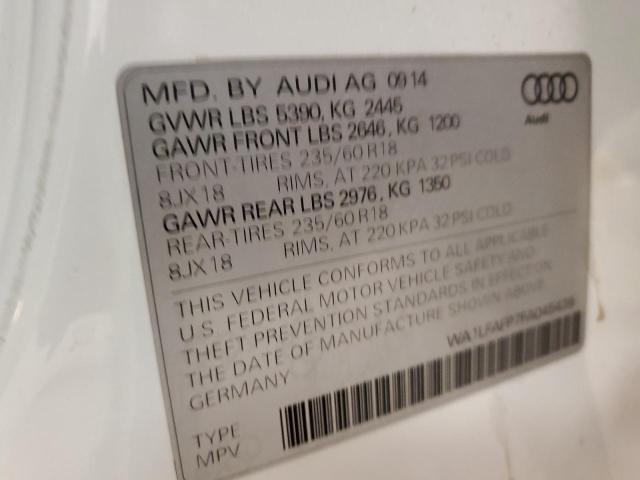 MFD. BY AUDI AG 09 14
GVWR LBS 5390, KG 2445
GAWR FRONT LBS 2646, KG 1200
FRONT-TIRES 235/60 R18
8JX18 RIMS, AT 220 KPA 32 PSI COLD
GAWR REAR LBS 2976, KG 1350
REAR-TIRES 235/60 R18
8JX18 RIMS, AT 220 KPA 32 PSI COLD
Audi
THIS VEHICLE CONFORMS TO ALL APPLICABLE
U.S. FEDERAL MOTOR VEHICLE SAFETY AND
THEFT PREVENTION STANDARDS IN EFFECT ON
THE DATE OF MANUFACTURE SHOWN ABOVE.
GERMANY
TYPE
MPV